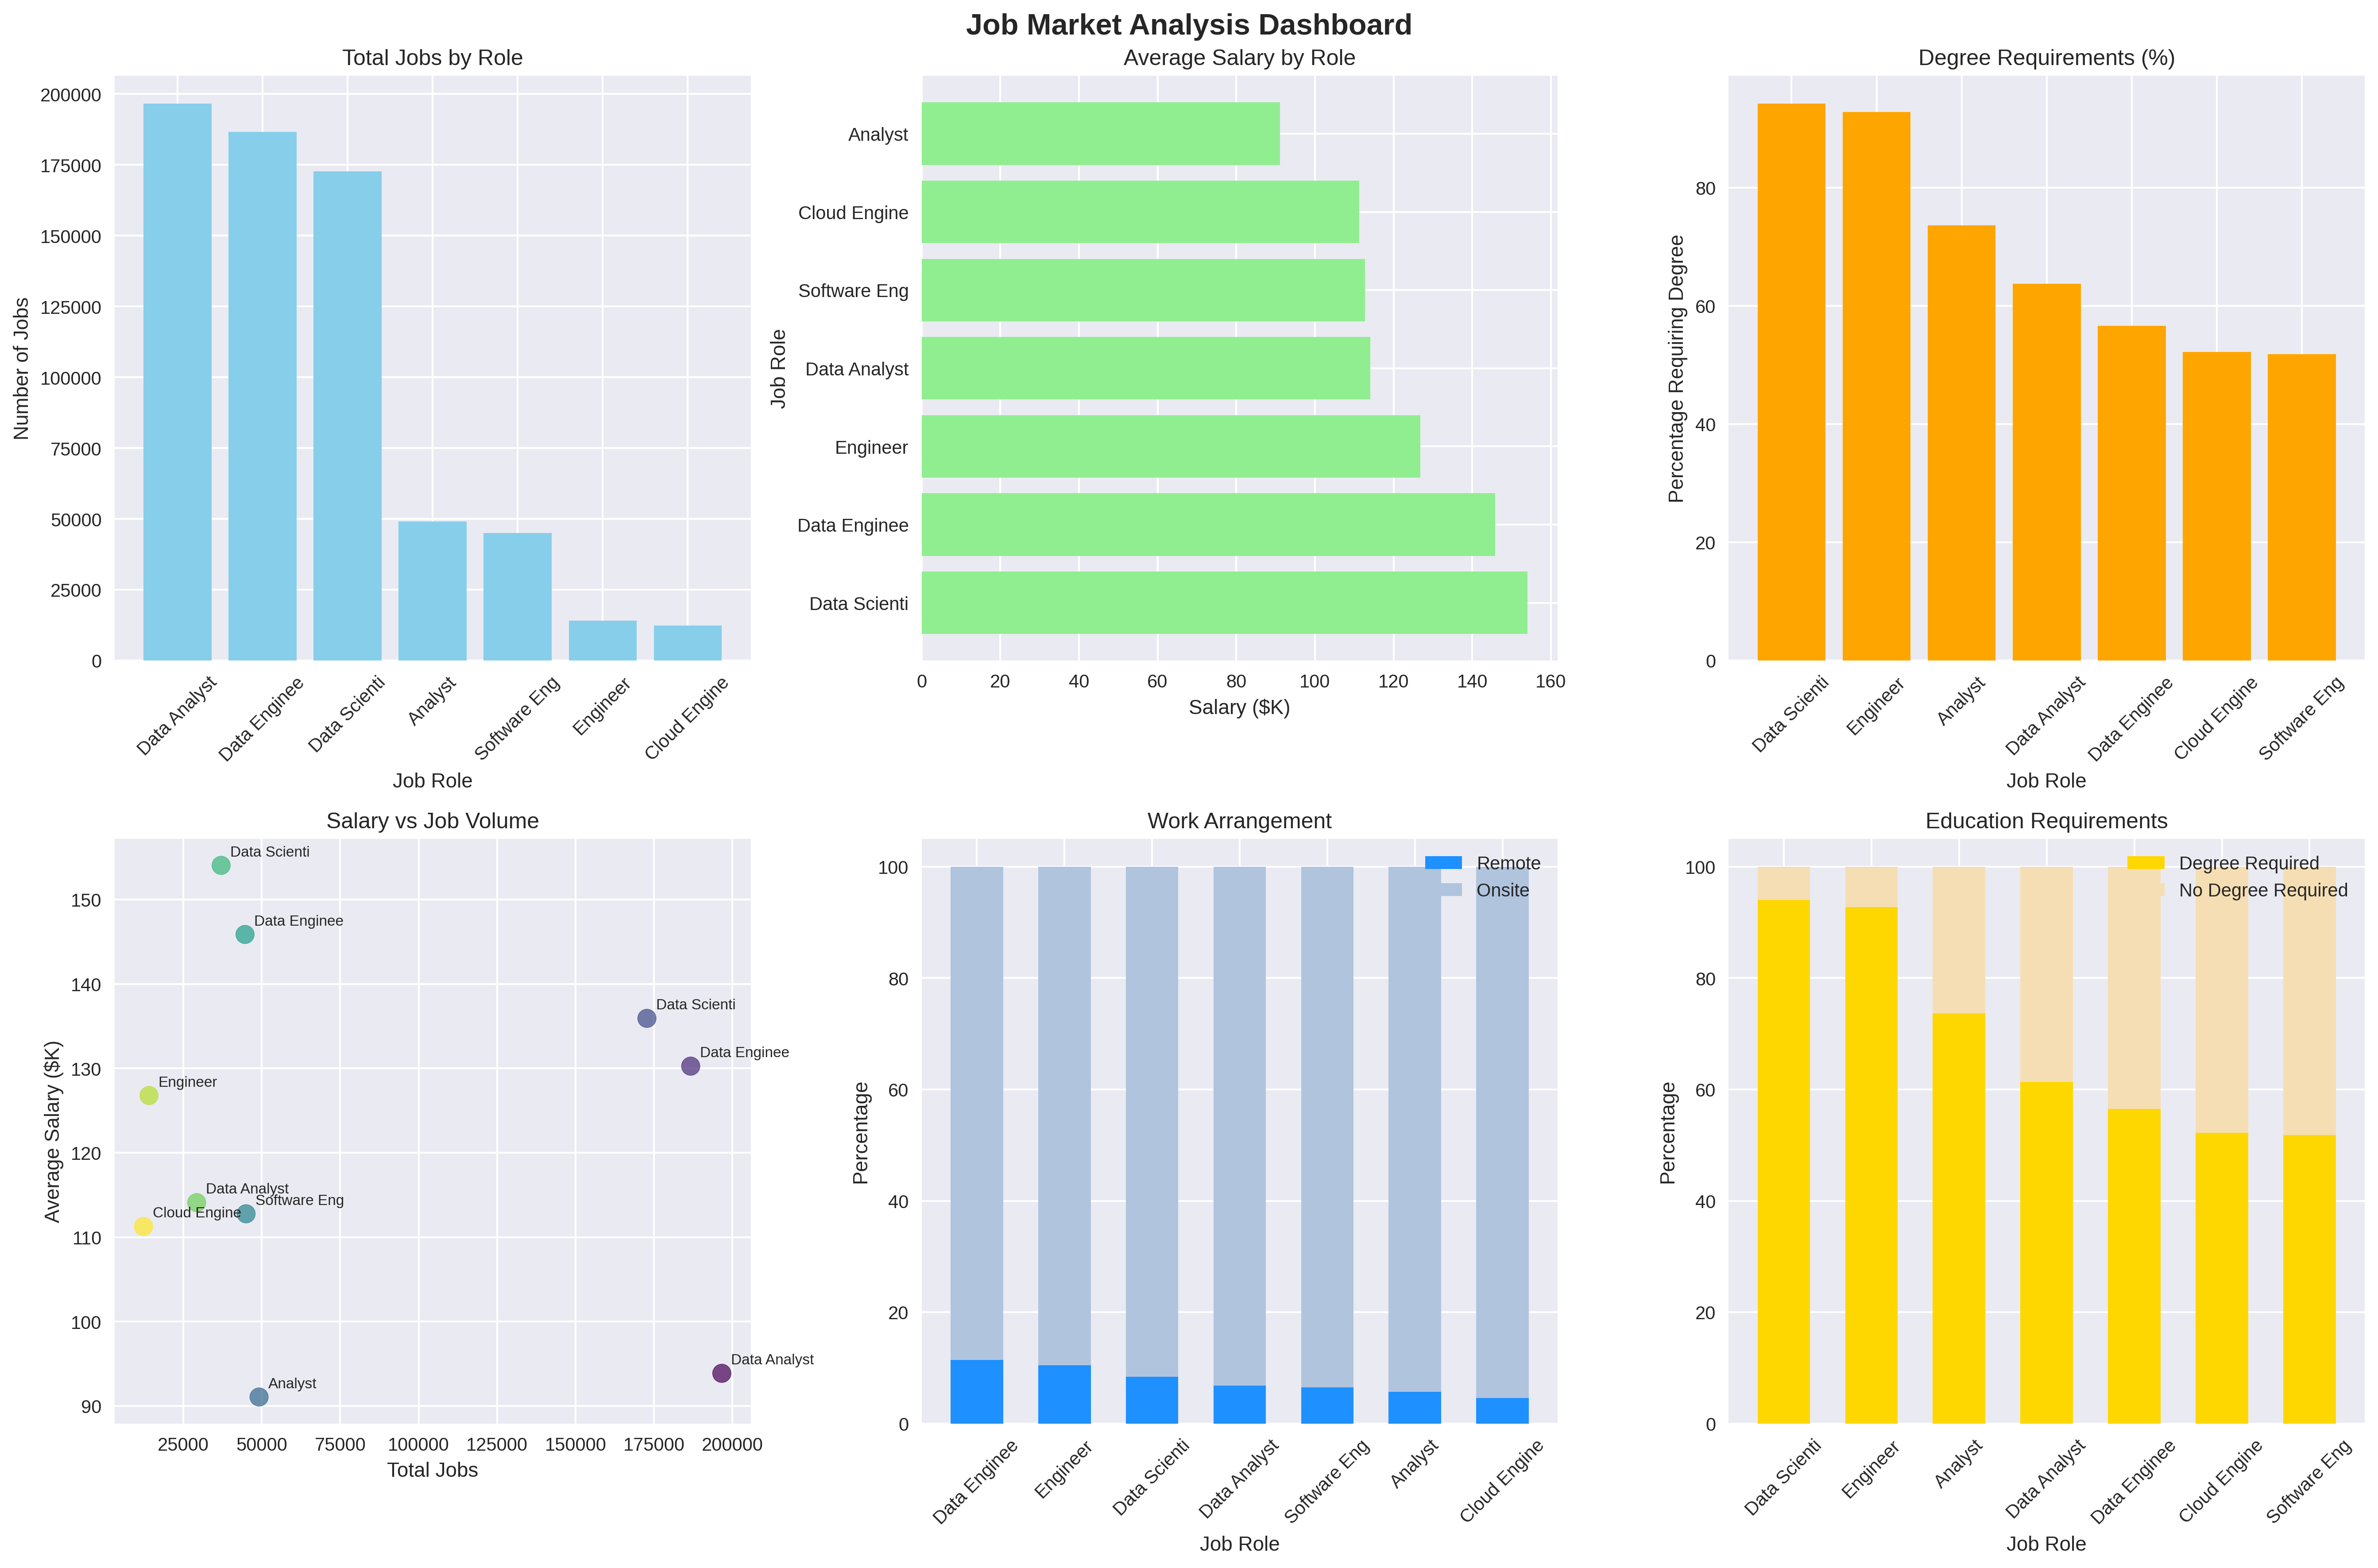 Job Market Analysis Dashboard
Total Jobs by Role
Number of Jobs
200000
175000
150000
125000
100000
75000
50000
25000
0
Data Analyst
Data Enginee
Data Scienti
Analyst
Software Eng
Engineer
Cloud Engine
Job Role
Average Salary by Role
Job Role
Analyst
Cloud Engine
Software Eng
Data Analyst
Engineer
Data Enginee
Data Scienti
0 20 40 60 80 100 120 140 160
Salary ($K)
Degree Requirements (%)
Percentage Requiring Degree
80
60
40
20
0
Data Scienti
Engineer
Analyst
Data Analyst
Data Enginee
Cloud Engine
Software Eng
Job Role
Salary vs Job Volume
Average Salary ($K)
150
140
130
120
110
100
90
Data Scienti
Data Enginee
Data Scienti
Data Enginee
Engineer
Data Analyst
Software Eng
Cloud Engine
Data Analyst
Analyst
25000 50000 75000 100000 125000 150000 175000 200000
Total Jobs
Work Arrangement
Remote
Onsite
Percentage
100
80
60
40
20
0
Data Enginee
Engineer
Data Scienti
Data Analyst
Software Eng
Analyst
Cloud Engine
Job Role
Education Requirements
Degree Required
No Degree Required
Percentage
100
80
60
40
20
0
Data Scienti
Engineer
Analyst
Data Analyst
Data Enginee
Cloud Engine
Software Eng
Job Role